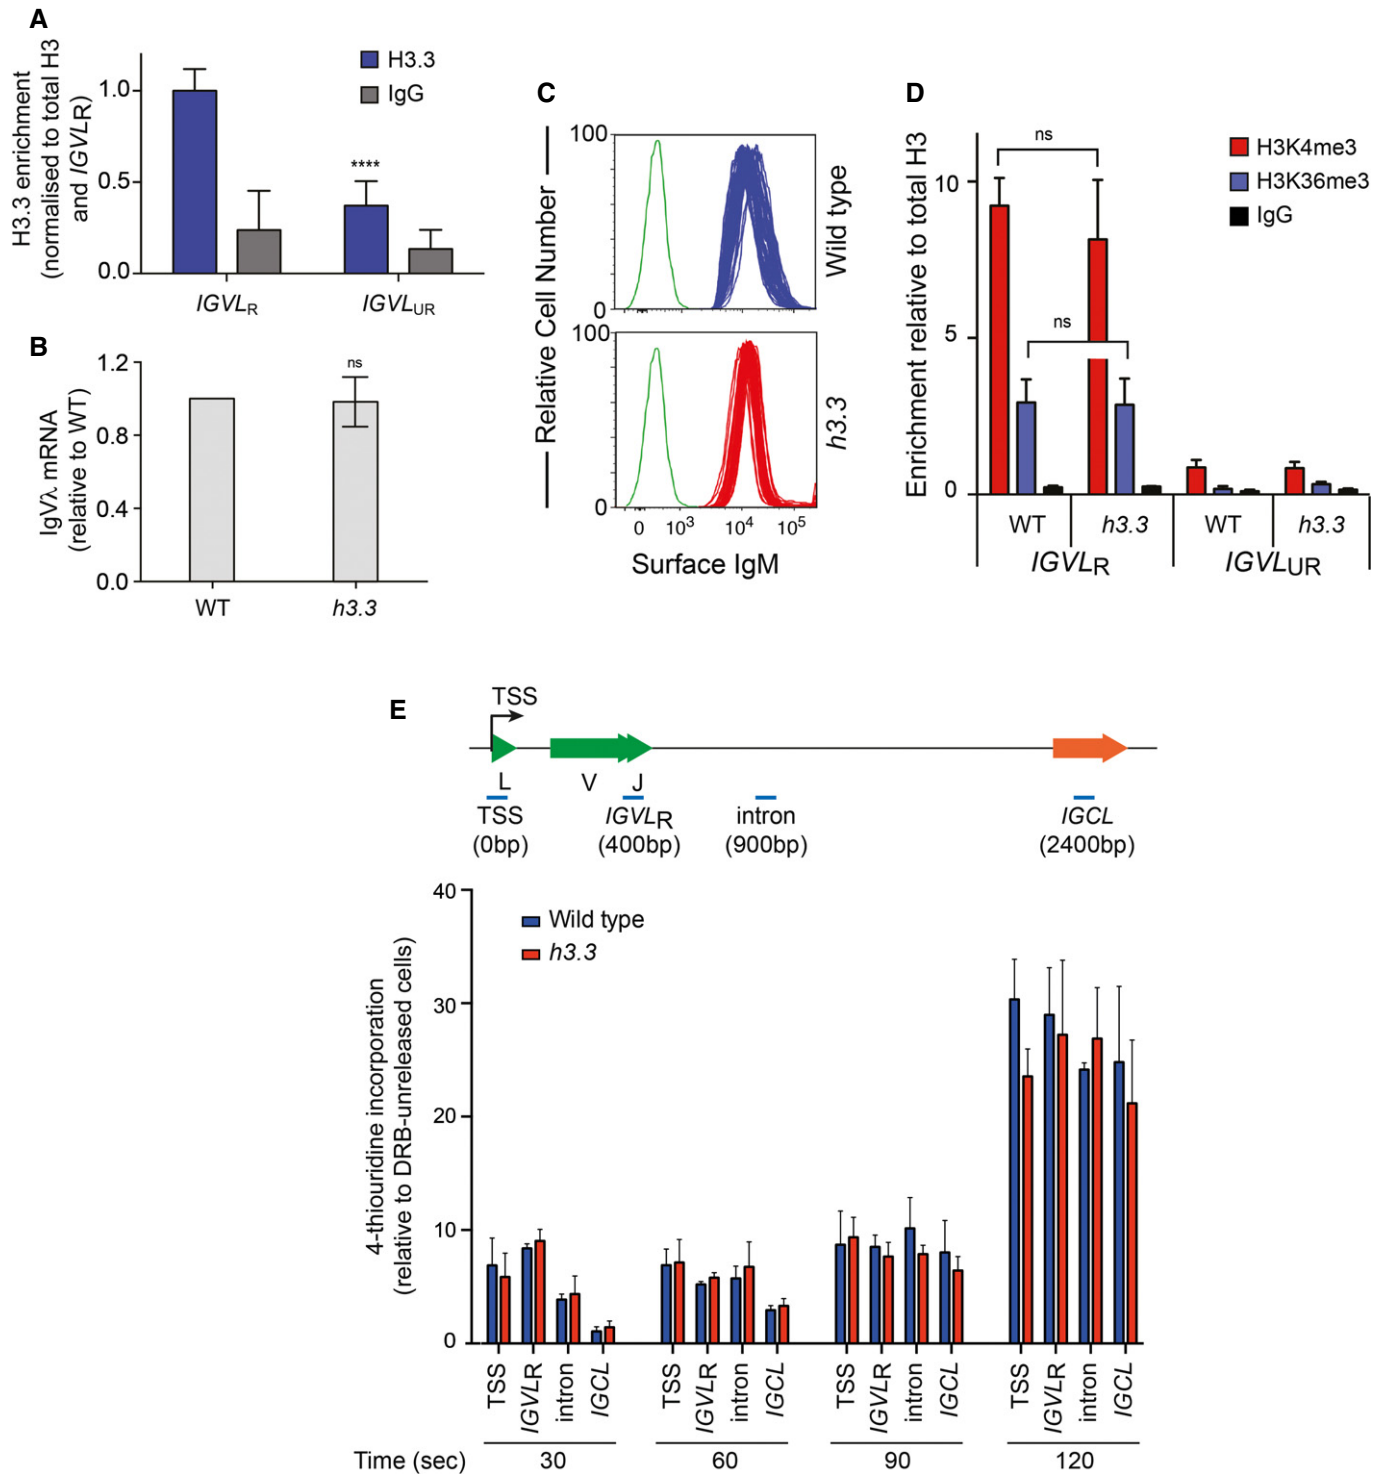 A
H3.3 enrichment
(normalised to total H3
and IGVLR)
1.0
0.5
0.0
H3.3
IgG
****
IGVLR
IGVLUR
B
IgVλ mRNA
(relative to WT)
1.2
0.8
0.4
0.0
ns
WT
h3.3
C
Relative Cell Number
100
0
Wild type
100
0
h3.3
0 10³ 10⁴ 10⁵
Surface IgM
D
Enrichment relative to total H3
10
5
0
ns
ns
H3K4me3
H3K36me3
IgG
WT h3.3 WT h3.3
IGVLR IGVLUR
E
TSS
L V J
TSS IGVLR intron IGCL
(0bp) (400bp) (900bp) (2400bp)
4-thiouridine incorporation
(relative to DRB-unreleased cells)
40
30
20
10
0
Wild type
h3.3
TSS IGVLR intron IGCL TSS IGVLR intron IGCL TSS IGVLR intron IGCL TSS IGVLR intron IGCL
Time (sec) 30 60 90 120